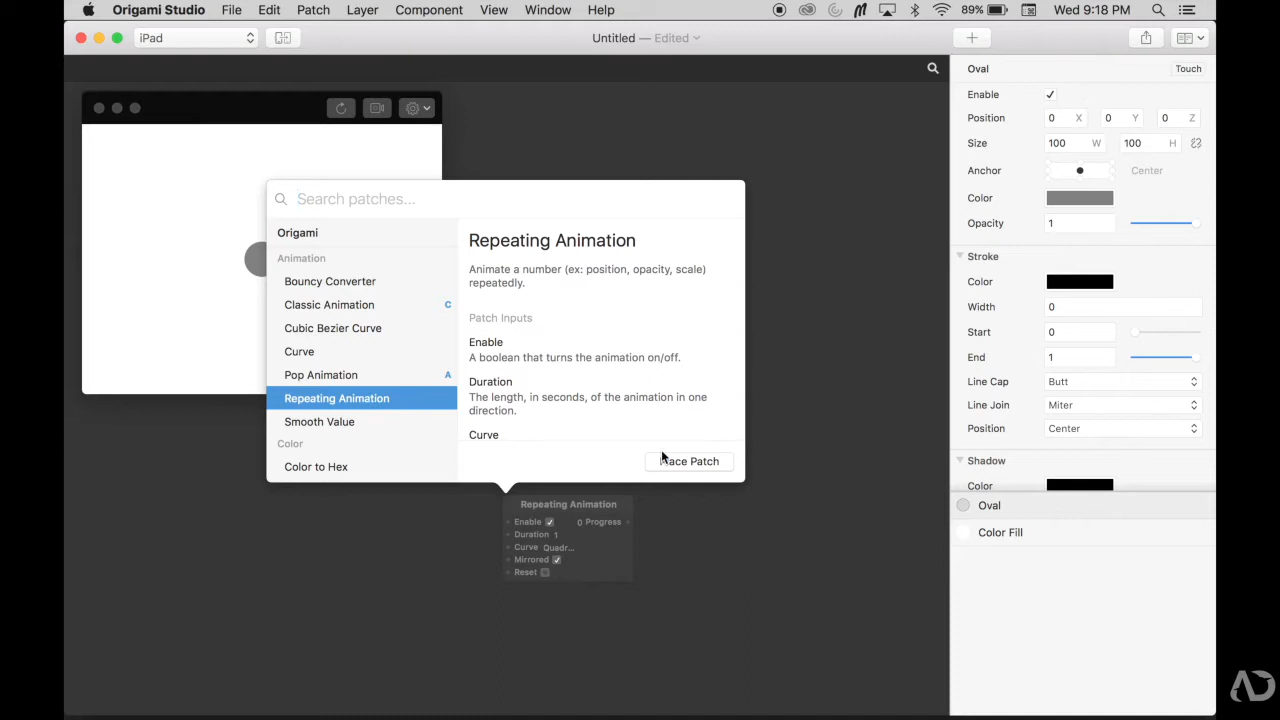 Origami Studio File Edit Patch Layer Component View Window Help 89% Wed 9:18 PM
iPad Untitled — Edited
Oval Touch
Enable
Position 0 X 0 Y 0 Z
Size 100 W 100 H
Anchor Center
Color
Opacity 1
Stroke
Color
Width 0
Start 0
End 1
Line Cap Butt
Line Join Miter
Position Center
Shadow
Color
Oval
Color Fill
Search patches...
Origami
Animation
Bouncy Converter
Classic Animation C
Cubic Bezier Curve
Curve
Pop Animation A
Repeating Animation
Smooth Value
Color
Color to Hex
Repeating Animation
Animate a number (ex: position, opacity, scale)
repeatedly.
Patch Inputs
Enable
A boolean that turns the animation on/off.
Duration
The length, in seconds, of the animation in one
direction.
Curve
Place Patch
Repeating Animation
Enable 0 Progress
Duration 1
Curve Quadr...
Mirrored
Reset